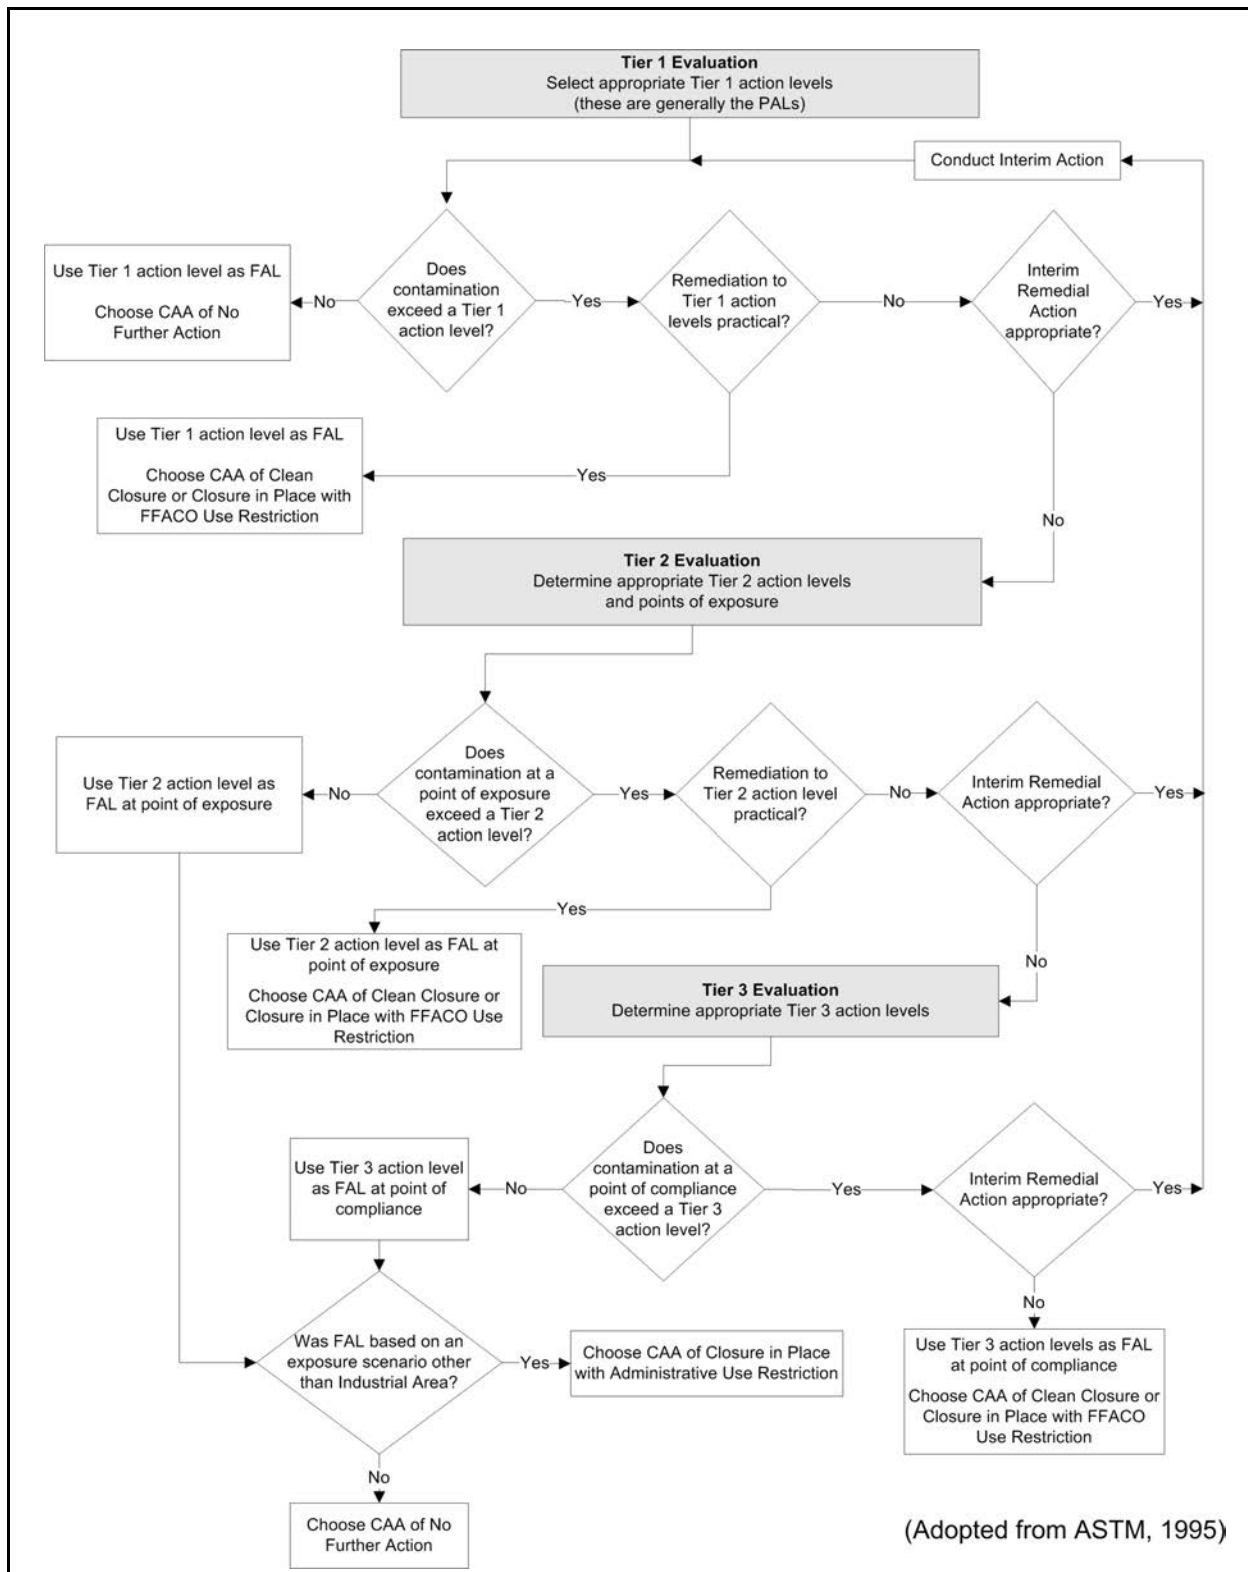 Tier 1 Evaluation
Select appropriate Tier 1 action levels
(these are generally the PALs)
Conduct Interim Action
Use Tier 1 action level as FAL
Choose CAA of No
Further Action
No
Does
contamination
exceed a Tier 1
action level?
Yes
Remediation to
Tier 1 action
levels practical?
No
Interim
Remedial
Action
appropriate?
Yes
Use Tier 1 action level as FAL
Choose CAA of Clean
Closure or Closure in Place with
FFACO Use Restriction
Yes
No
Tier 2 Evaluation
Determine appropriate Tier 2 action levels
and points of exposure
Use Tier 2 action level as
FAL at point of exposure
No
Does
contamination at a
point of exposure
exceed a Tier 2
action level?
Yes
Remediation to
Tier 2 action level
practical?
No
Interim Remedial
Action appropriate?
Yes
Yes
Use Tier 2 action level as FAL at
point of exposure
Choose CAA of Clean Closure or
Closure in Place with FFACO Use
Restriction
No
Tier 3 Evaluation
Determine appropriate Tier 3 action levels
Use Tier 3 action level
as FAL at point of
compliance
No
Does
contamination at a
point of compliance
exceed a Tier 3
action level?
Yes
Interim Remedial
Action appropriate?
Yes
No
Was FAL based on an
exposure scenario other
than Industrial Area?
Yes
Choose CAA of Closure in Place
with Administrative Use Restriction
Use Tier 3 action levels as FAL
at point of compliance
Choose CAA of Clean Closure or
Closure in Place with FFACO
Use Restriction
No
Choose CAA of No
Further Action
(Adopted from ASTM, 1995)